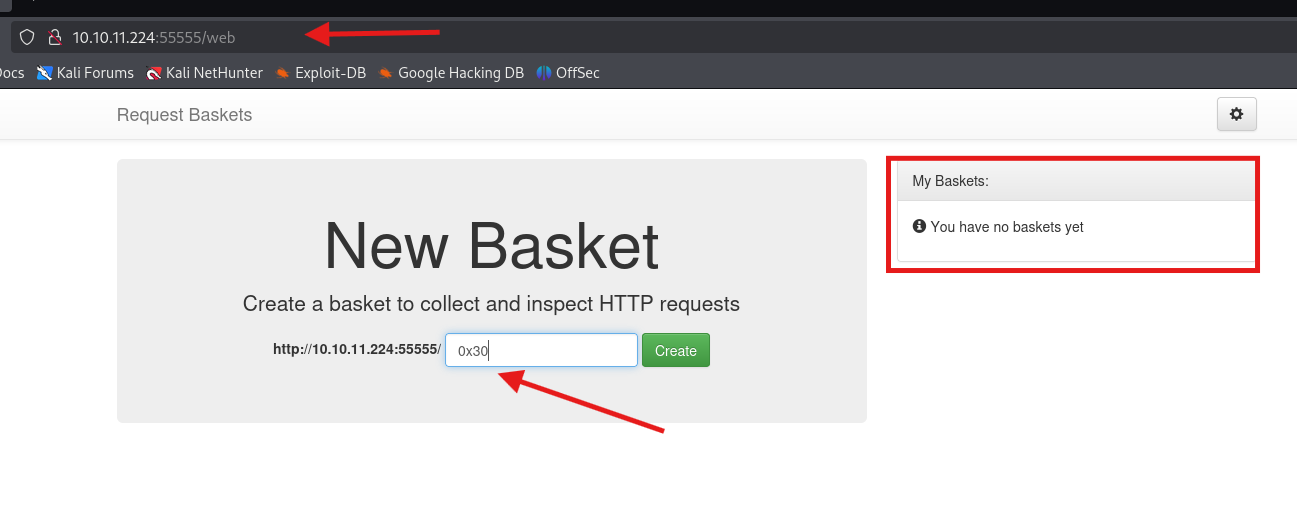 10.10.11.224:55555/web
Docs Kali Forums Kali NetHunter Exploit-DB Google Hacking DB OffSec
Request Baskets
My Baskets:
You have no baskets yet
New Basket
Create a basket to collect and inspect HTTP requests
http://10.10.11.224:55555/ 0x30 Create